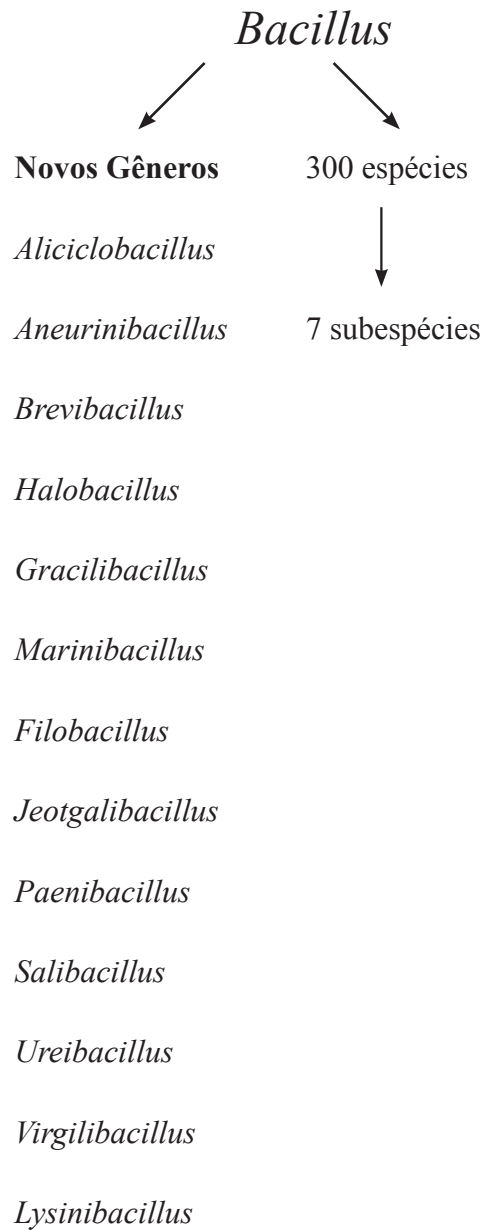 Bacillus
Novos Gêneros 300 espécies
Aliciclobacillus
Aneurinibacillus 7 subespécies
Brevibacillus
Halobacillus
Gracilibacillus
Marinibacillus
Filobacillus
Jeotgalibacillus
Paenibacillus
Salibacillus
Ureibacillus
Virgilibacillus
Lysinibacillus